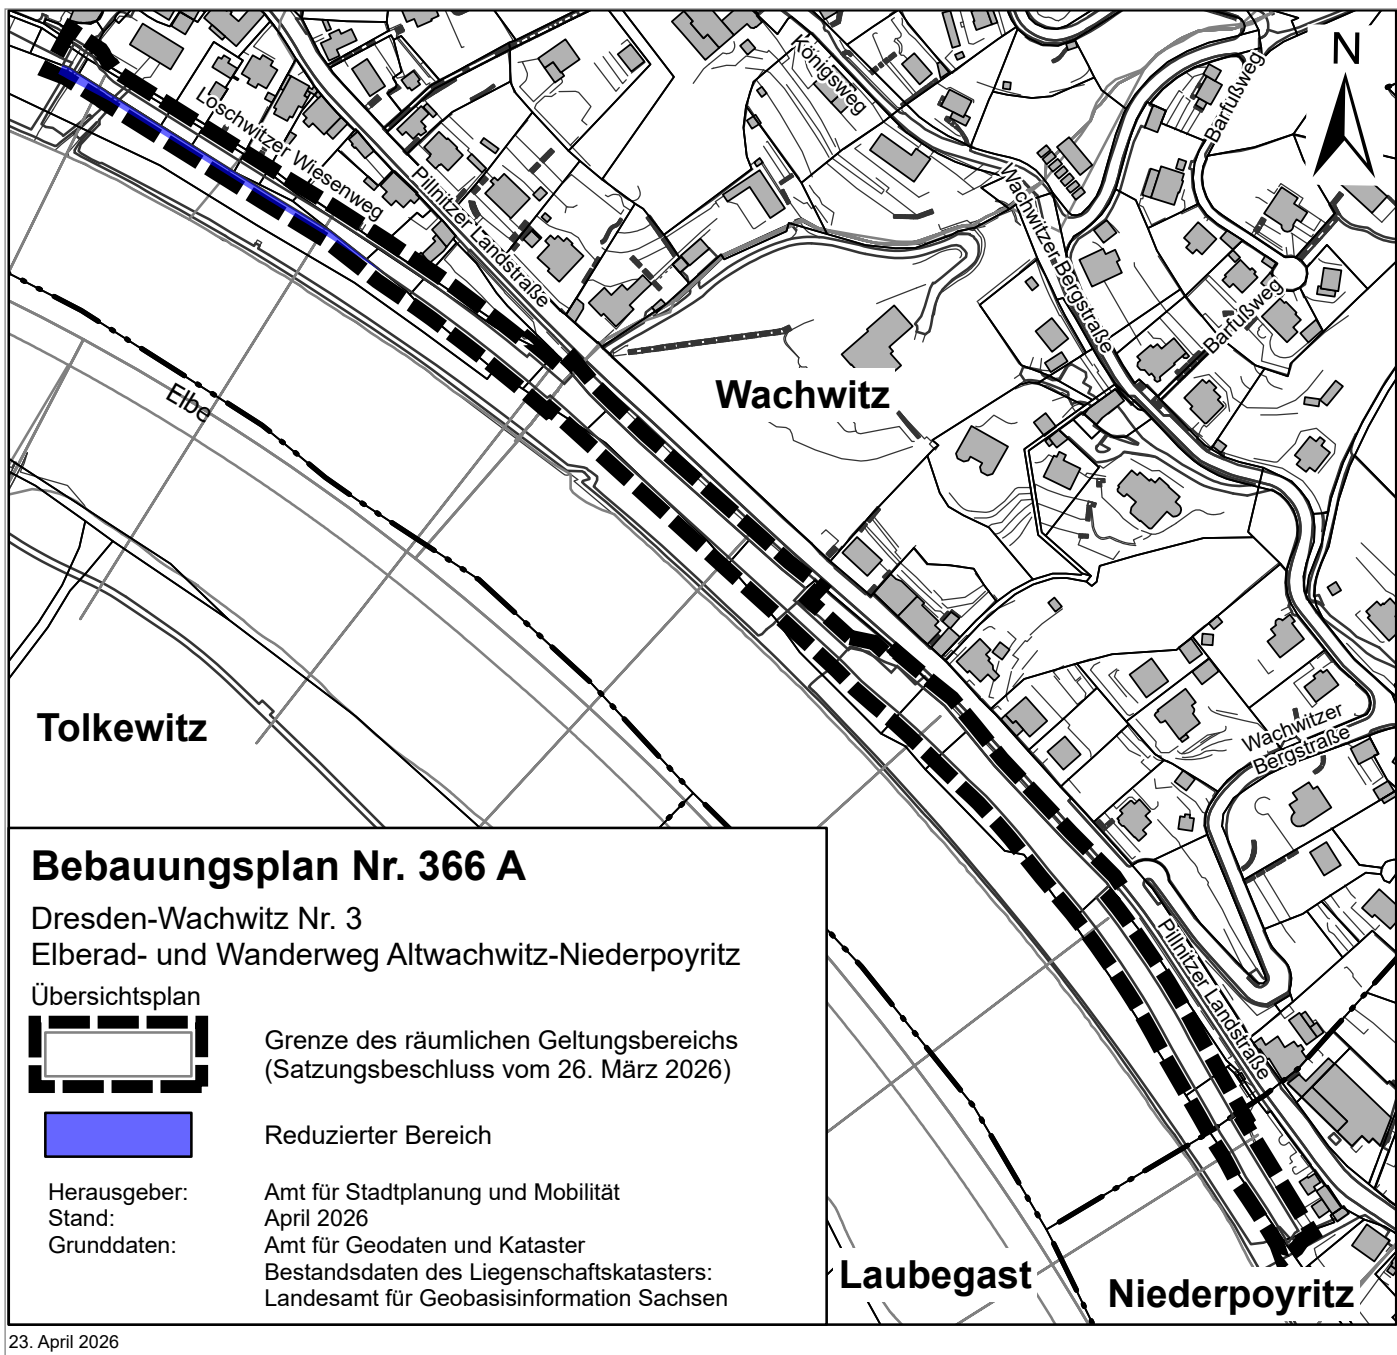 N
Königsweg
Barfußweg
Loschwitzer Wiesenweg
Pillnitzer Landstraße
Wachwitzer Bergstraße
Barfußweg
Wachwitz
Elbe
Tolkewitz
Wachwitzer
Bergstraße
Pillnitzer Landstraße
Bebauungsplan Nr. 366 A
Dresden-Wachwitz Nr. 3
Elberad- und Wanderweg Altwachwitz-Niederpoyritz
Übersichtsplan
Grenze des räumlichen Geltungsbereichs
(Satzungsbeschluss vom 26. März 2026)
Reduzierter Bereich
Herausgeber: Amt für Stadtplanung und Mobilität
Stand: April 2026
Grunddaten: Amt für Geodaten und Kataster
Bestandsdaten des Liegenschaftskatasters:
Landesamt für Geobasisinformation Sachsen
Laubegast
Niederpoyritz
23. April 2026